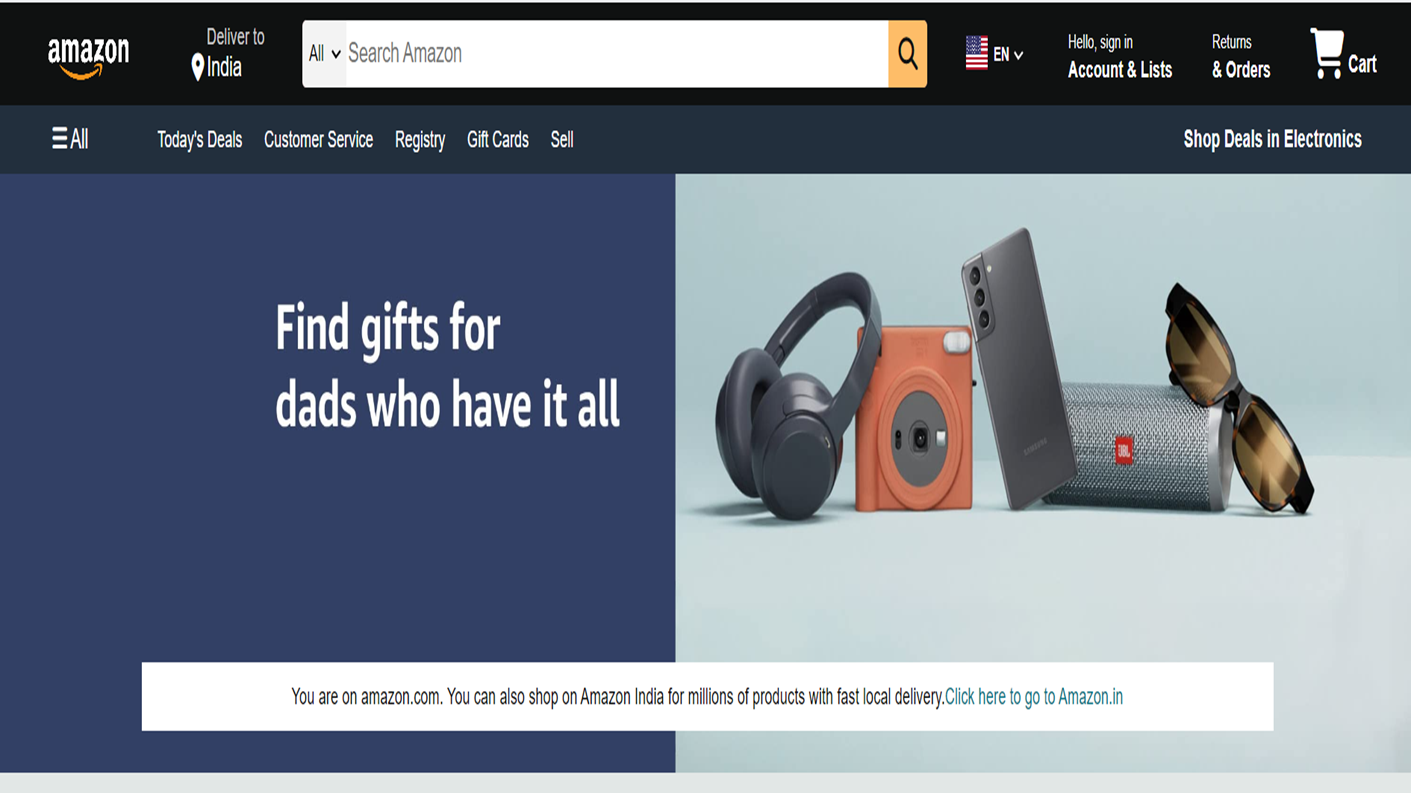 amazon
Deliver to
India
All
Search Amazon
EN
Hello, sign in
Account & Lists
Returns
& Orders
Cart
All
Today's Deals
Customer Service
Registry
Gift Cards
Sell
Shop Deals in Electronics
Find gifts for
dads who have it all
SAMSUNG
JBL
You are on amazon.com. You can also shop on Amazon India for millions of products with fast local delivery.Click here to go to Amazon.in